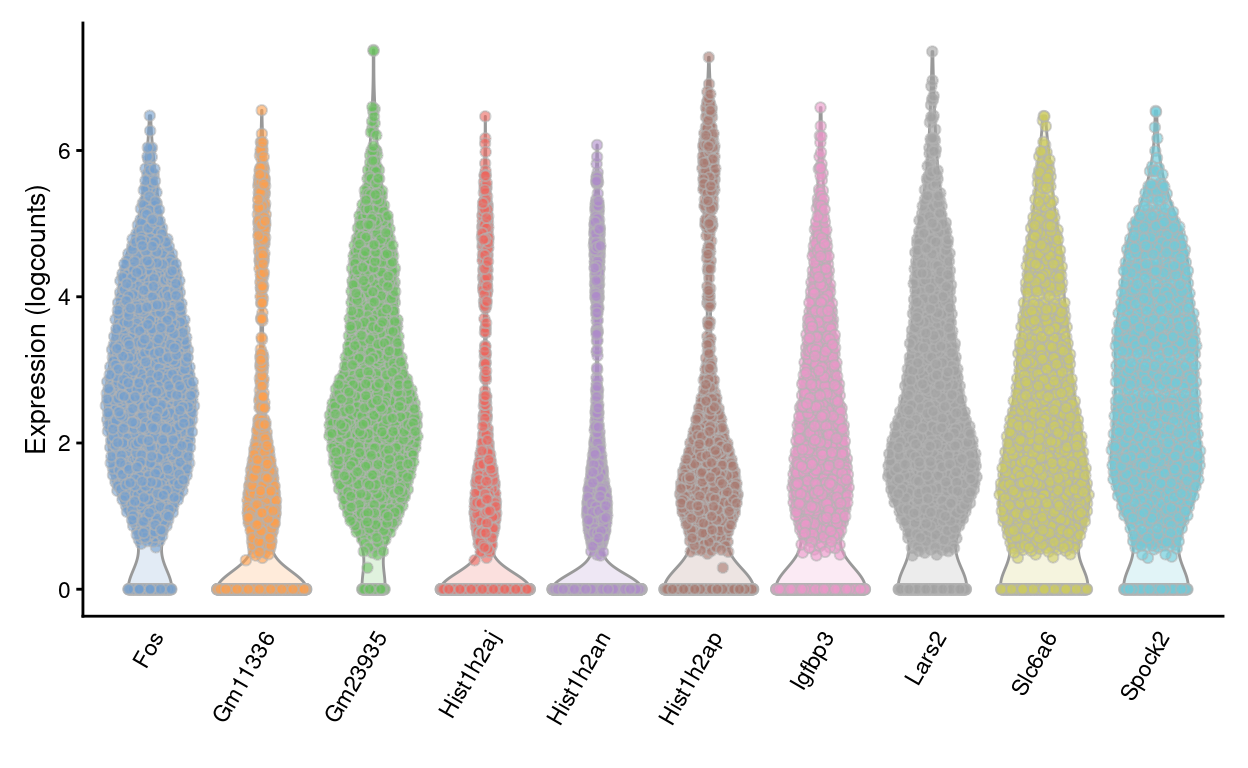 Expression (logcounts)
6
4
2
0
Fos
Gm11336
Gm23935
Hist1h2aj
Hist1h2an
Hist1h2ap
Igfbp3
Lars2
Slc6a6
Spock2